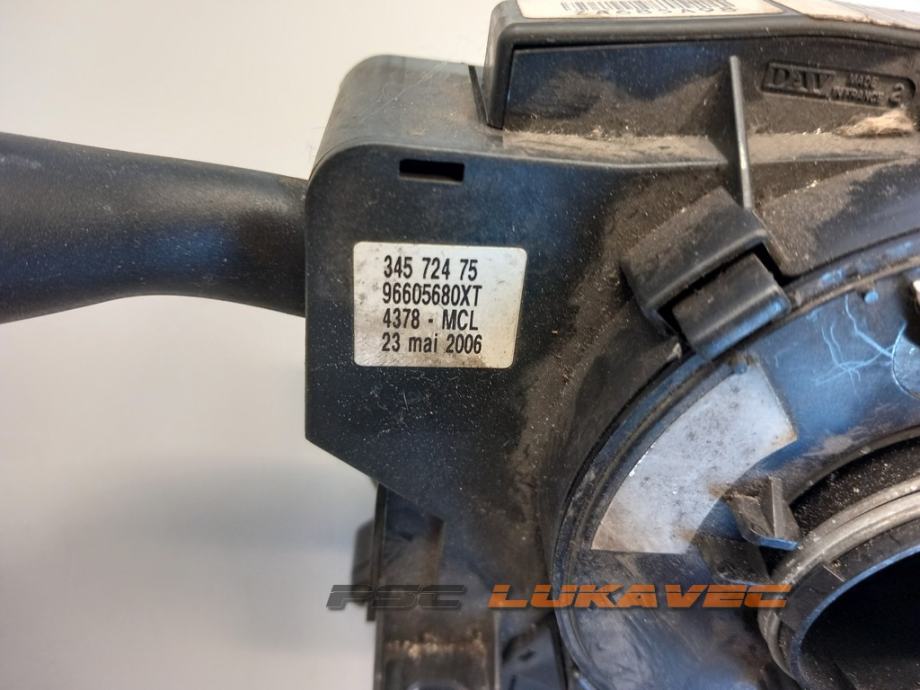 DAV
MADE
IN FRANCE
345 724 75
96605680XT
4378 - MCL
23 mai 2006
PSC LUKAVEC